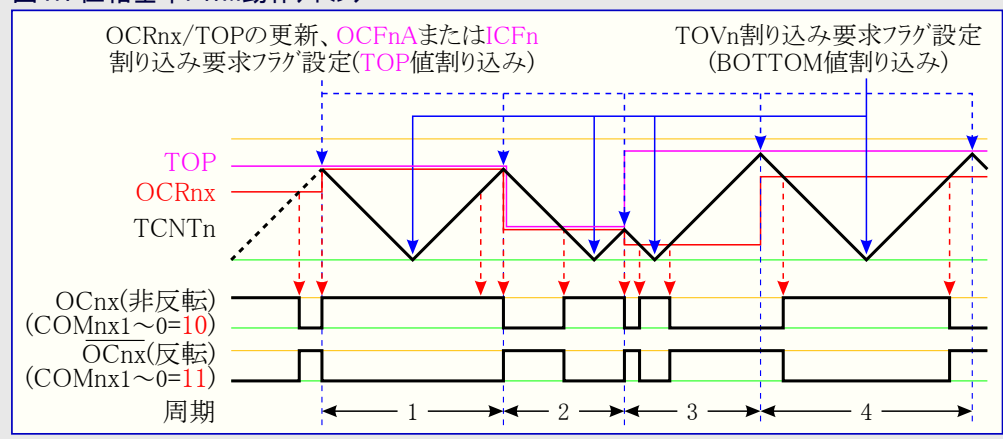 OCRnx/TOPの更新、OCFnAまたはICFn
割り込み要求フラグ設定(TOP値割り込み)
TOVn割り込み要求フラグ設定
(BOTTOM値割り込み)
TOP
OCRnx
TCNTn
OCnx(非反転)
(COMnx1～0=10)
OCnx(反転)
(COMnx1～0=11)
周期
1
2
3
4